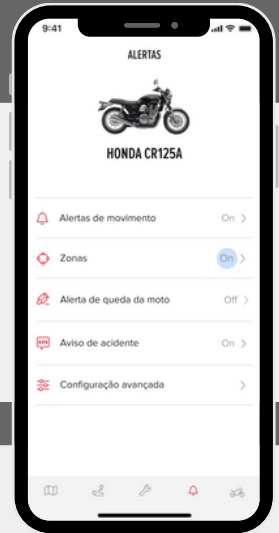 9:41
ALERTAS
HONDA CR125A
Alertas de movimento On
Zonas On
Alerta de queda da moto Off
SOS Aviso de acidente On
Configuração avançada